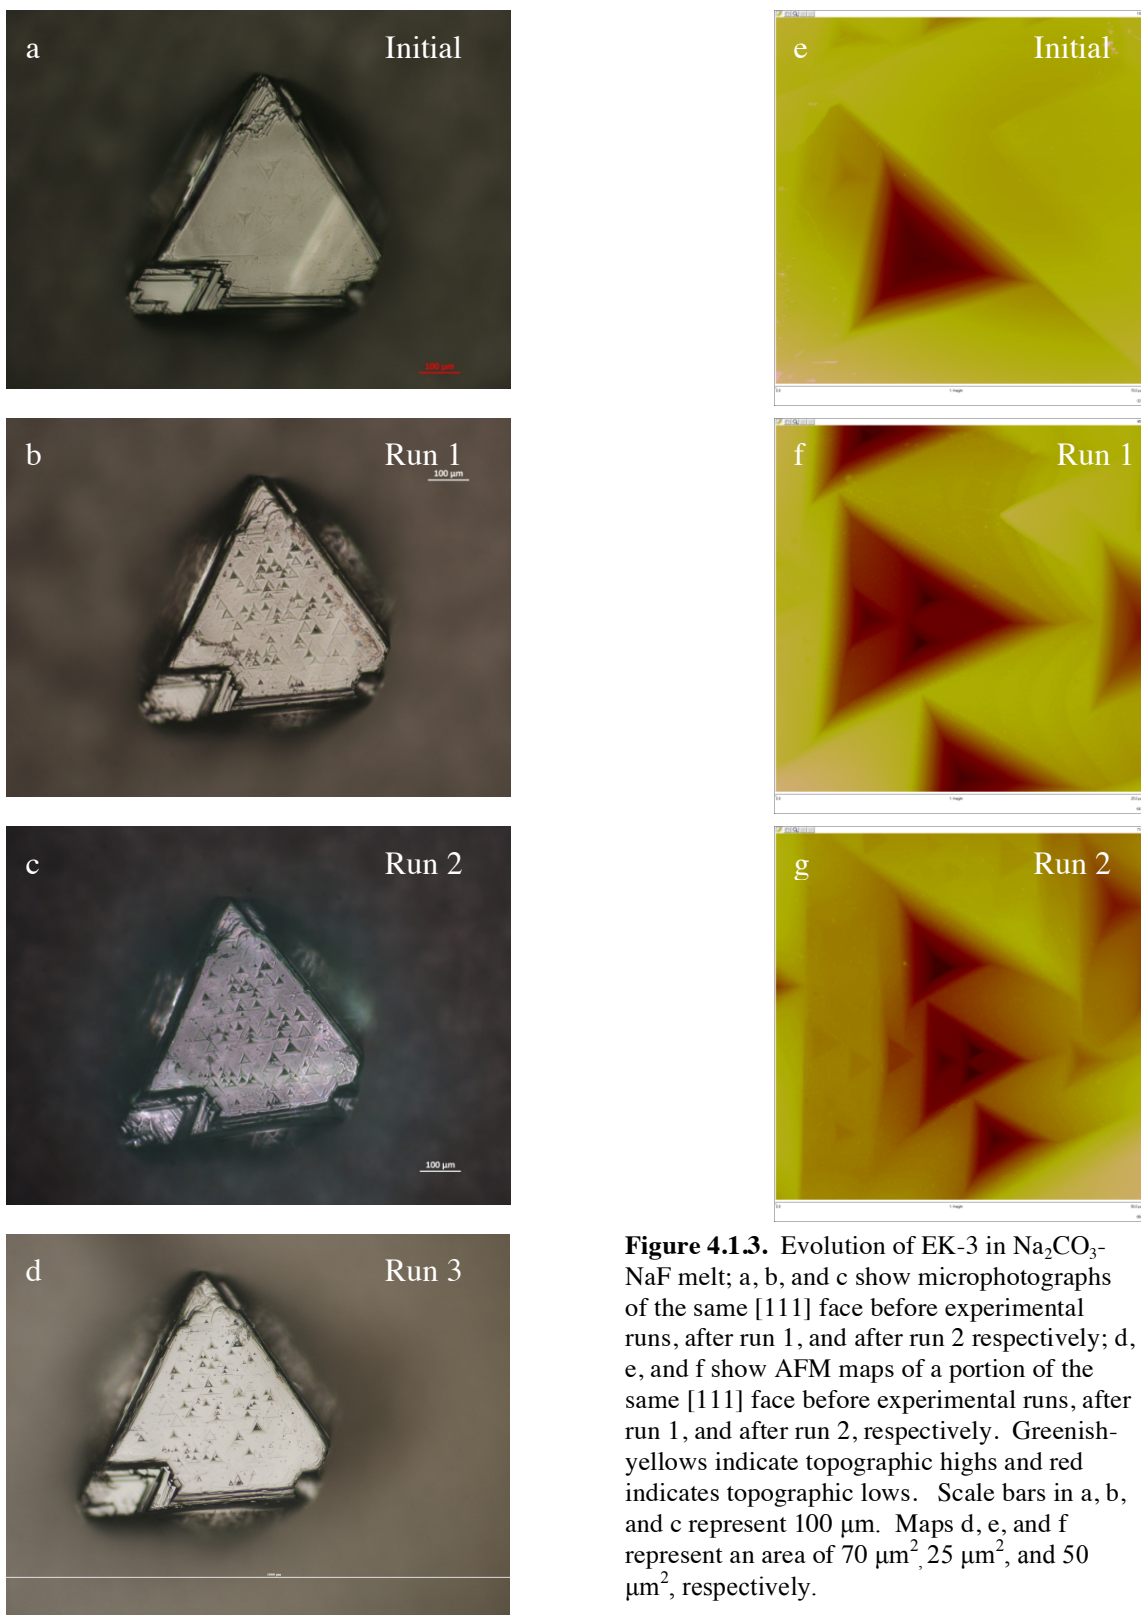 a Initial
100 µm
b Run 1
100 µm
c Run 2
100 µm
d Run 3
e Initial
f Run 1
g Run 2
Figure 4.1.3. Evolution of EK-3 in Na₂CO₃-
NaF melt; a, b, and c show microphotographs
of the same [111] face before experimental
runs, after run 1, and after run 2 respectively; d,
e, and f show AFM maps of a portion of the
same [111] face before experimental runs, after
run 1, and after run 2, respectively. Greenish-
yellows indicate topographic highs and red
indicates topographic lows. Scale bars in a, b,
and c represent 100 µm. Maps d, e, and f
represent an area of 70 µm², 25 µm², and 50
µm², respectively.